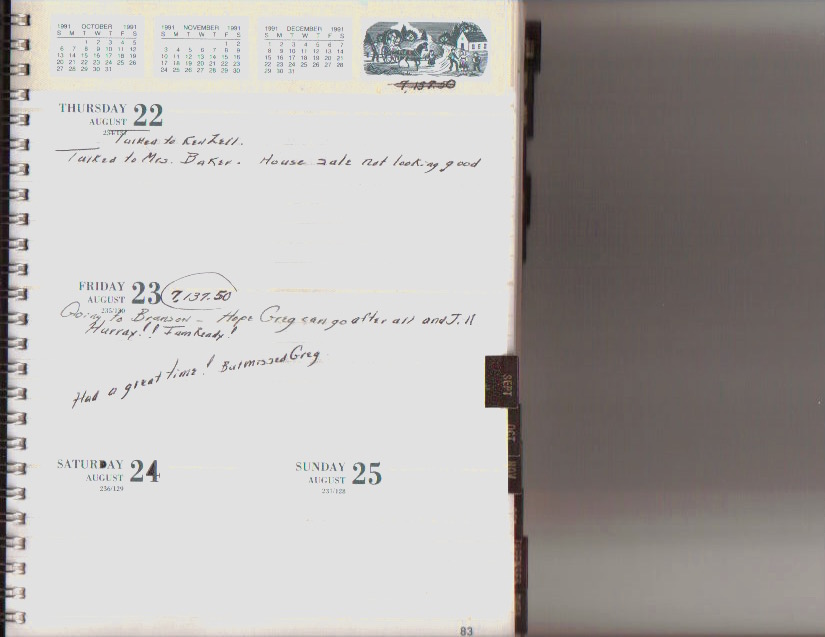 1991 OCTOBER 1991
S M T W T F S
1 2 3 4 5
6 7 8 9 10 11 12
13 14 15 16 17 18 19
20 21 22 23 24 25 26
27 28 29 30 31
1991 NOVEMBER 1991
S M T W T F S
1 2
3 4 5 6 7 8 9
10 11 12 13 14 15 16
17 18 19 20 21 22 23
24 25 26 27 28 29 30
1991 DECEMBER 1991
S M T W T F S
1 2 3 4 5 6 7
8 9 10 11 12 13 14
15 16 17 18 19 20 21
22 23 24 25 26 27 28
29 30 31
7,137.50
THURSDAY 22
AUGUST
234/131
Talked to Ken Zell.
Talked to Mrs. Baker. House sale not looking good
FRIDAY 23 7,137.50
AUGUST
235/130
Going to Branson - Hope Greg can go after all and J.H
Hurray!! I am Ready!
Had a great time! But missed Greg
SATURDAY 24
AUGUST
236/129
SUNDAY 25
AUGUST
237/128
SEPT
OCT
NOV
83